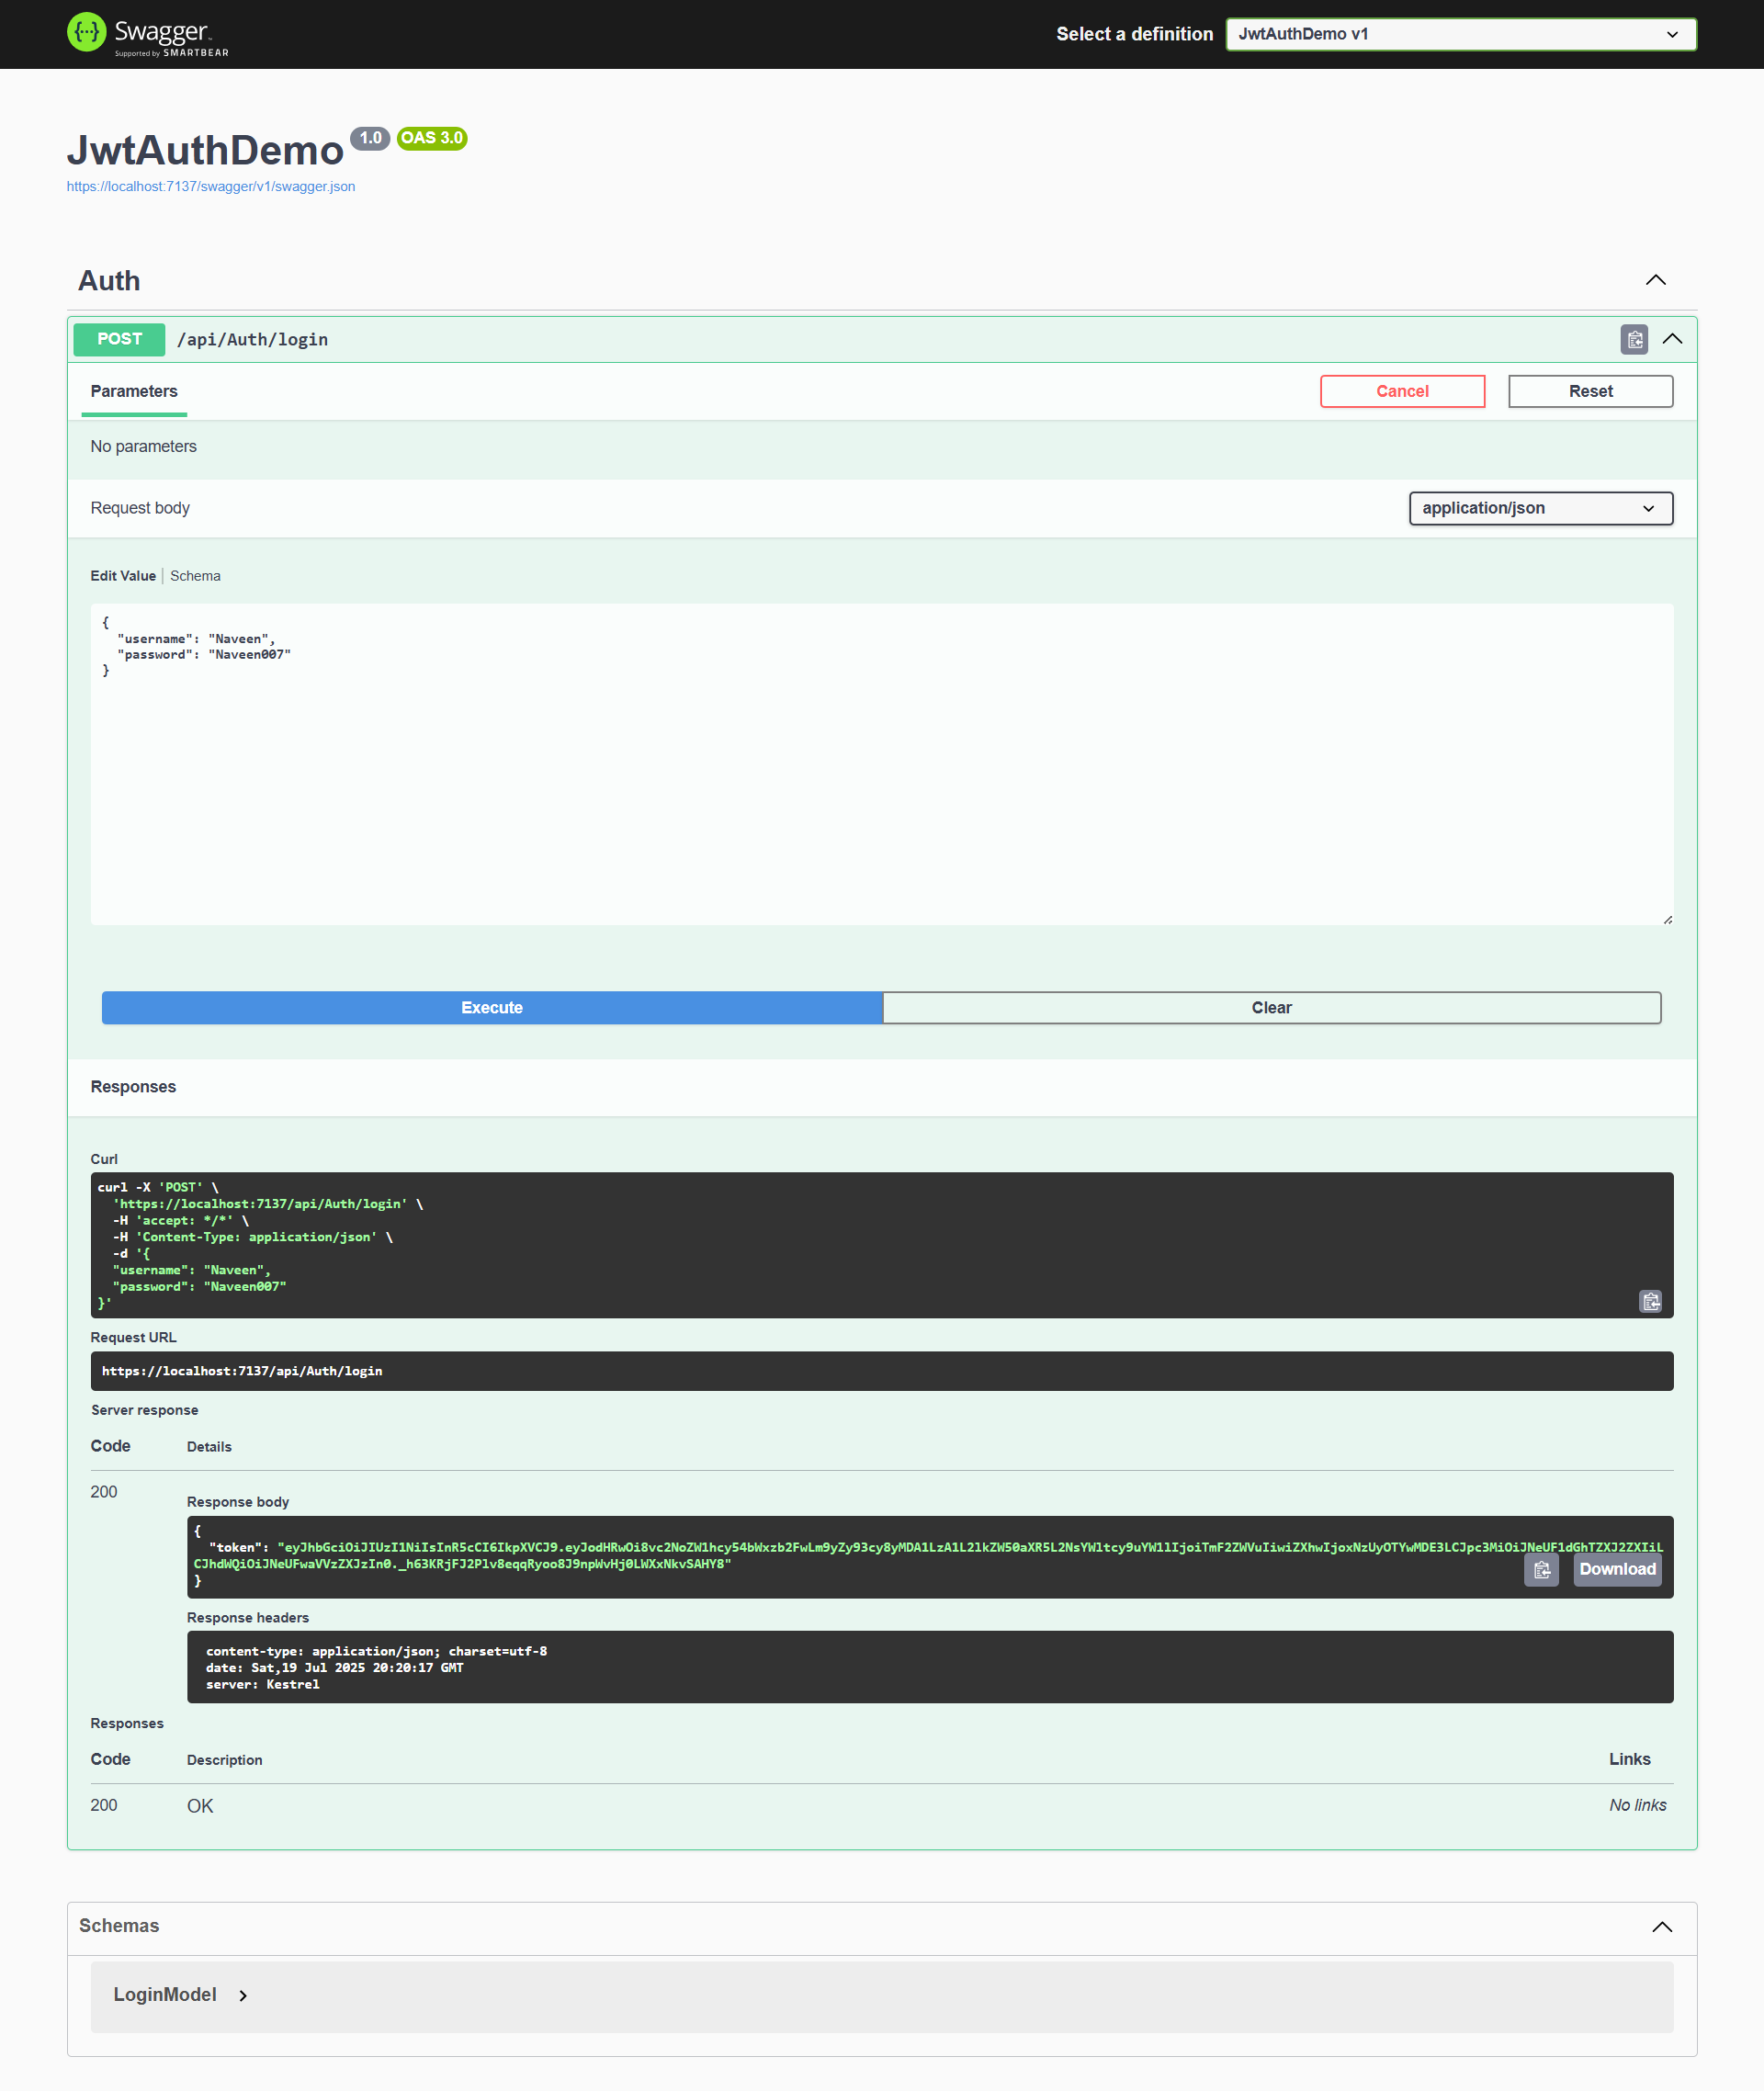 Swagger
Supported by SMARTBEAR
Select a definition
JwtAuthDemo v1
JwtAuthDemo 1.0 OAS 3.0
https://localhost:7137/swagger/v1/swagger.json
Auth
POST /api/Auth/login
Parameters
Cancel
Reset
No parameters
Request body
application/json
Edit Value | Schema
{
  "username": "Naveen",
  "password": "Naveen007"
}
Execute
Clear
Responses
Curl
curl -X 'POST' \
  'https://localhost:7137/api/Auth/login' \
  -H 'accept: */*' \
  -H 'Content-Type: application/json' \
  -d '{
  "username": "Naveen",
  "password": "Naveen007"
}'
Request URL
https://localhost:7137/api/Auth/login
Server response
Code Details
200
Response body
{
  "token": "eyJhbGciOiJIUzI1NiIsInR5cCI6IkpXVCJ9.eyJodHRwOi8vc2NoZW1hcy54bWxzb2FwLm9yZy93cy8yMDA1LzA1L2lkZW50aXR5L2NsYWltcy9uYW1lIjoiTmF2ZWVuIiwiZXhwIjoxNzUyOTYwMDE3LCJpc3MiOiJNeUF1dGhTZXJ2ZXIiL
CJhdWQiOiJNeUFwaVVzZXJzIn0._h63KRjFJ2Plv8eqqRyoo8J9npWvHj0LWXxNkvSAHY8"
}
Download
Response headers
content-type: application/json; charset=utf-8
date: Sat,19 Jul 2025 20:20:17 GMT
server: Kestrel
Responses
Code Description Links
200 OK No links
Schemas
LoginModel